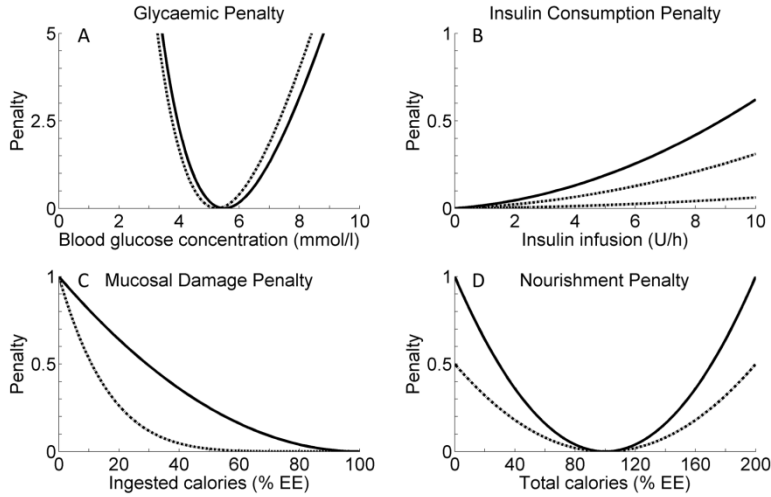 Glycaemic Penalty
A
5
2.5
0
Penalty
0 2 4 6 8 10
Blood glucose concentration (mmol/l)
Insulin Consumption Penalty
B
1
0.5
0
Penalty
0 2 4 6 8 10
Insulin infusion (U/h)
C Mucosal Damage Penalty
1
0.5
0
Penalty
0 20 40 60 80 100
Ingested calories (% EE)
D Nourishment Penalty
1
0.5
0
Penalty
0 40 80 120 160 200
Total calories (% EE)